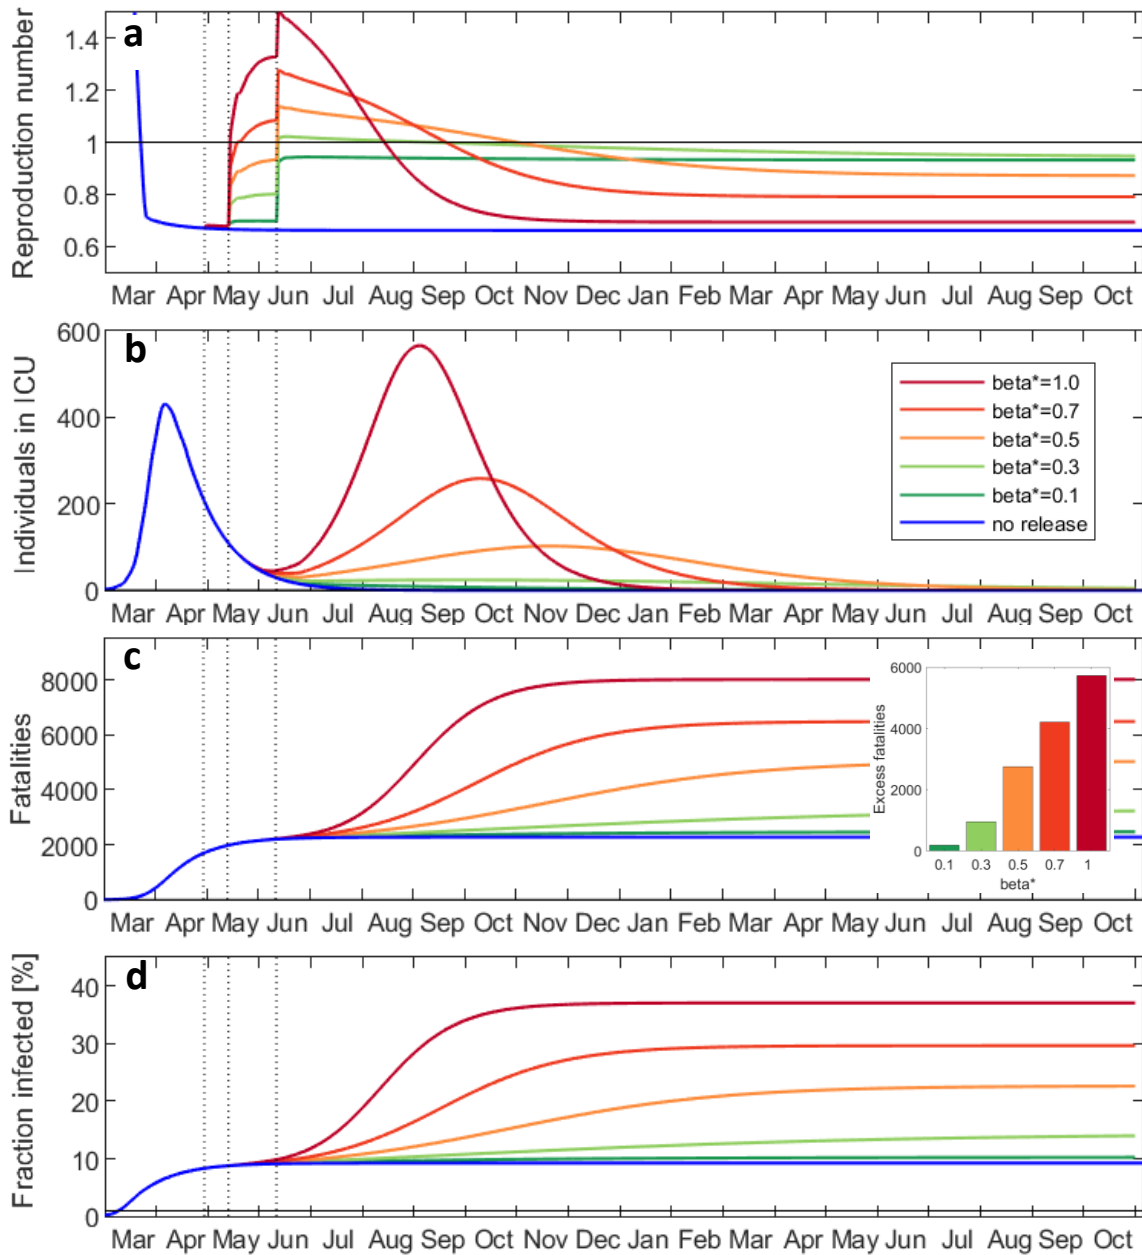 a
Reproduction number
1.4
1.2
1
0.8
0.6
Mar Apr May Jun Jul Aug Sep Oct Nov Dec Jan Feb Mar Apr May Jun Jul Aug Sep Oct
b
Individuals in ICU
600
400
200
0
beta*=1.0
beta*=0.7
beta*=0.5
beta*=0.3
beta*=0.1
no release
Mar Apr May Jun Jul Aug Sep Oct Nov Dec Jan Feb Mar Apr May Jun Jul Aug Sep Oct
c
Fatalities
8000
6000
4000
2000
0
Excess fatalities
6000
4000
2000
0
0.1 0.3 0.5 0.7 1
beta*
Mar Apr May Jun Jul Aug Sep Oct Nov Dec Jan Feb Mar Apr May Jun Jul Aug Sep Oct
d
Fraction infected [%]
40
30
20
10
0
Mar Apr May Jun Jul Aug Sep Oct Nov Dec Jan Feb Mar Apr May Jun Jul Aug Sep Oct